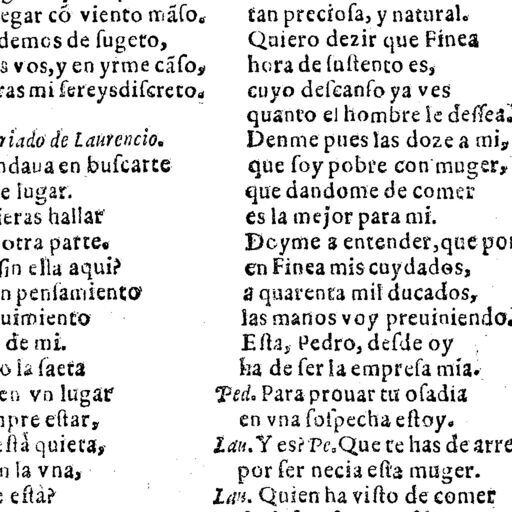 egar cõ viento mãso.
demos de sugeto,
s vos, y en yrme cãso,
ras mi sereys discreto.
riado de Laurencio.
ndaua en buscarte
e lugar.
ieras hallar
otra parte.
sin ella aqui?
n pensamiento
uimiento
de mi.
o la saeta
en vn lugar
npre estar,
està quieta,
n la vna,
e està?
tan preciosa, y natural.
Quiero dezir que Finea
hora de sustento es,
cuyo descanso ya ves
quanto el hombre le dessea.
Denme pues las doze a mi,
que soy pobre con muger,
que dandome de comer
es la mejor para mi.
Doyme a entender, que por
en Finea mis cuydados,
a quarenta mil ducados,
las manos voy preuiniendo.
Esta, Pedro, desde oy
ha de ser la empresa mia.
Ped. Para prouar tu osadia
en vna sospecha estoy.
Lau. Y es? Pe. Que te has de arre
por ser necia esta muger.
Lau. Quien ha visto de comer